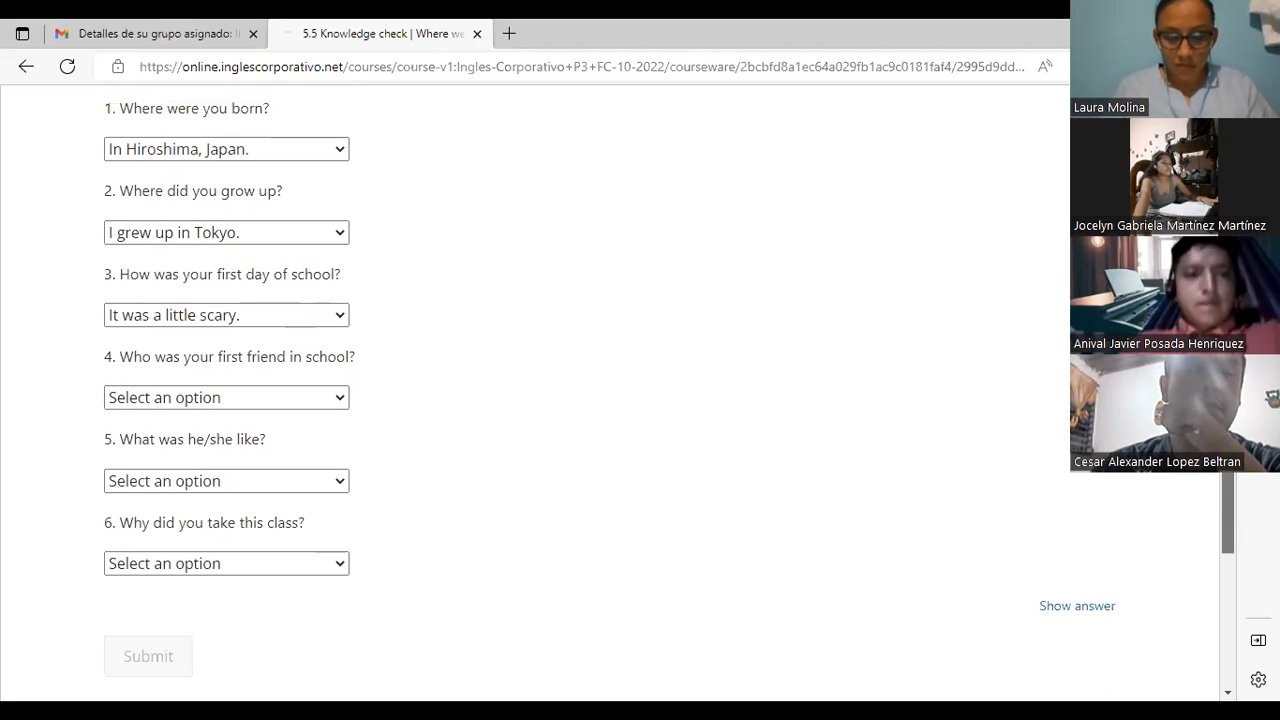 Detalles de su grupo asignado: li
5.5 Knowledge check | Where we
https://online.inglescorporativo.net/courses/course-v1:Ingles-Corporativo+P3+FC-10-2022/courseware/2bcbfd8a1ec64a029fb1ac9c0181faf4/2995d9dd...
1. Where were you born?
In Hiroshima, Japan.
2. Where did you grow up?
I grew up in Tokyo.
3. How was your first day of school?
It was a little scary.
4. Who was your first friend in school?
Select an option
5. What was he/she like?
Select an option
6. Why did you take this class?
Select an option
Show answer
Submit
Laura Molina
Jocelyn Gabriela Martínez Martínez
Anival Javier Posada Henriquez
Cesar Alexander Lopez Beltran